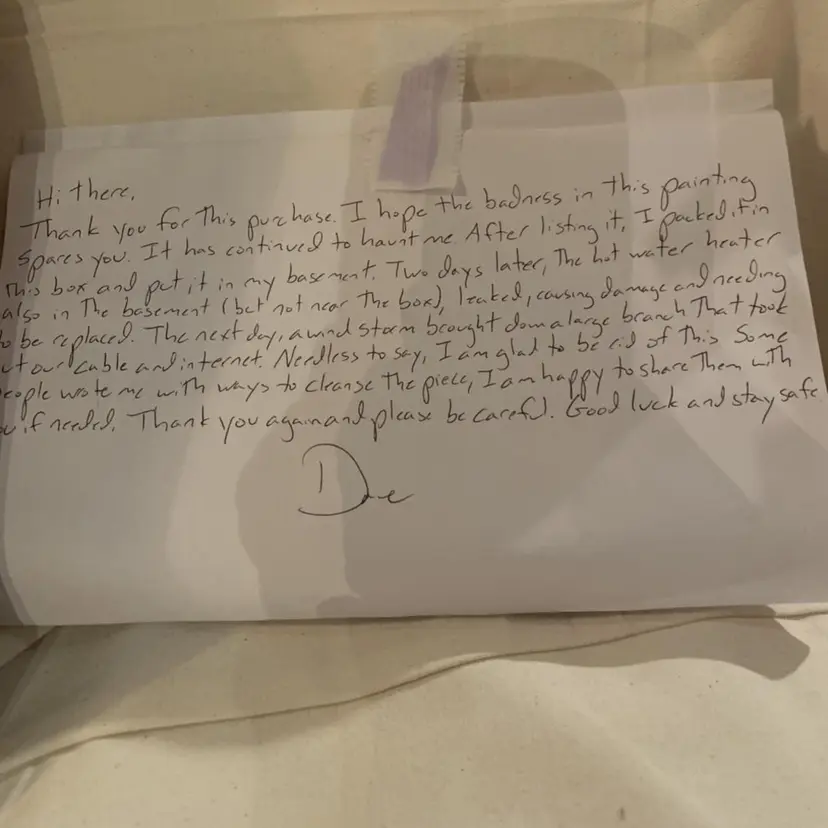 Hi there,
Thank you for This purchase. I hope the badness in this painting
spares you. It has continued to haunt me. After listing it, I packed it in
This box and put it in my basement. Two days later, The hot water heater
also in The basement (but not near The box), leaked, causing damage and needing
to be replaced. The next day, a wind storm brought down a large branch That took
out our cable and internet. Needless to say, I am glad to be rid of this Some
people wrote me with ways to cleanse the piece, I am happy to share Them with
you if needed. Thank you again and please be careful. Good luck and stay safe